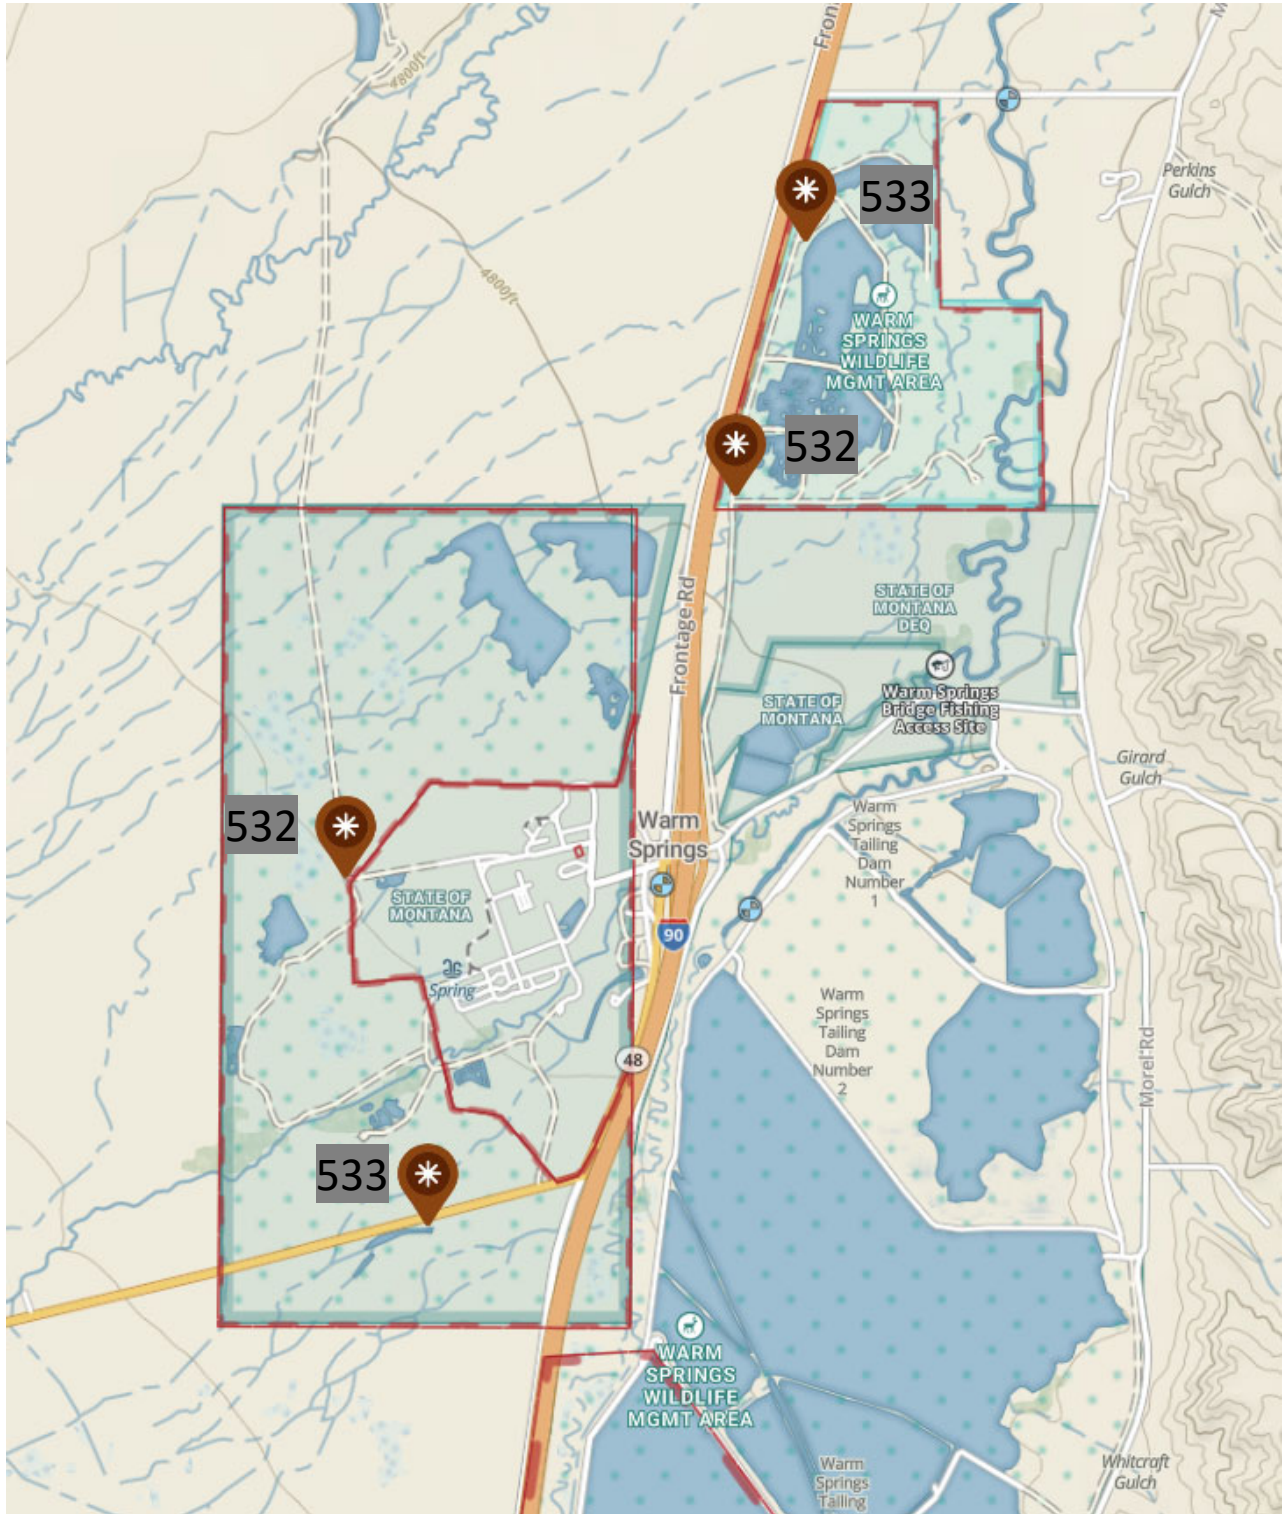 Fron
M
4800ft
Perkins
Gulch
533
4800ft
WARM
SPRINGS
WILDLIFE
MGMT AREA
532
Frontage Rd
STATE OF
MONTANA
DEQ
Warm Springs
Bridge Fishing
Access Site
STATE OF
MONTANA
Girard
Gulch
532
Warm
Springs
Warm
Springs
Tailing
Dam
Number
1
STATE OF
MONTANA
90
Spring
Warm
Springs
Tailing
Dam
Number
2
48
Morel Rd
533
WARM
SPRINGS
WILDLIFE
MGMT AREA
Warm
Springs
Tailing
Whitcraft
Gulch